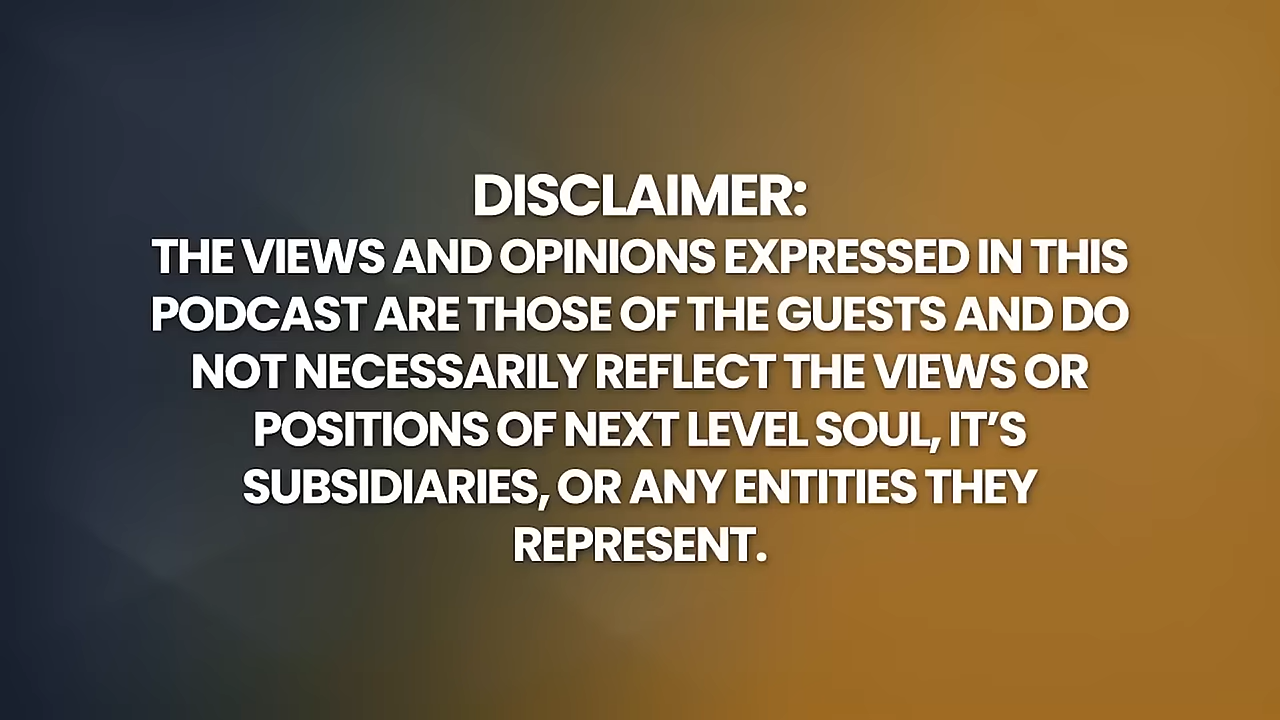 DISCLAIMER:
THE VIEWS AND OPINIONS EXPRESSED IN THIS
PODCAST ARE THOSE OF THE GUESTS AND DO
NOT NECESSARILY REFLECT THE VIEWS OR
POSITIONS OF NEXT LEVEL SOUL, IT’S
SUBSIDIARIES, OR ANY ENTITIES THEY
REPRESENT.